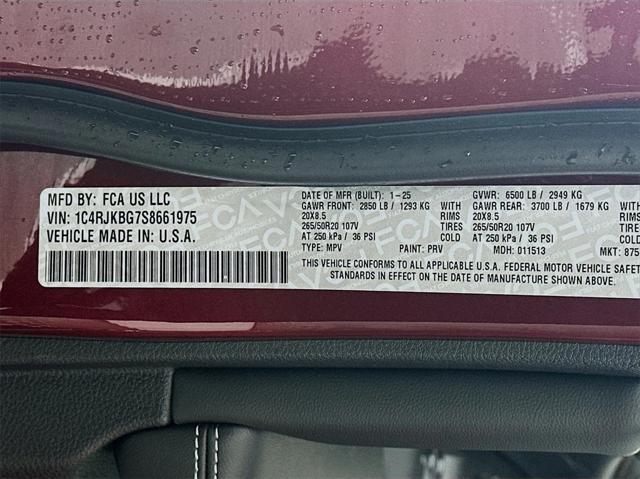 MFD BY: FCA US LLC
VIN: 1C4RJKBG7S8661975
VEHICLE MADE IN: U.S.A.
DATE OF MFR (BUILT): 1-25 GVWR: 6500 LB / 2949 KG
GAWR FRONT: 2850 LB / 1293 KG WITH GAWR REAR: 3700 LB / 1679 KG WITH
20X8.5 RIMS 20X8.5 RIMS
265/50R20 107V TIRES 265/50R20 107V TIRES
AT 250 kPa / 36 PSI COLD AT 250 kPa / 36 PSI COLD
TYPE: MPV PAINT: PRV MOH: 011513 MKT: 875
THIS VEHICLE CONFORMS TO ALL APPLICABLE U.S.A. FEDERAL MOTOR VEHICLE SAFET
STANDARDS IN EFFECT ON THE DATE OF MANUFACTURE SHOWN ABOVE.